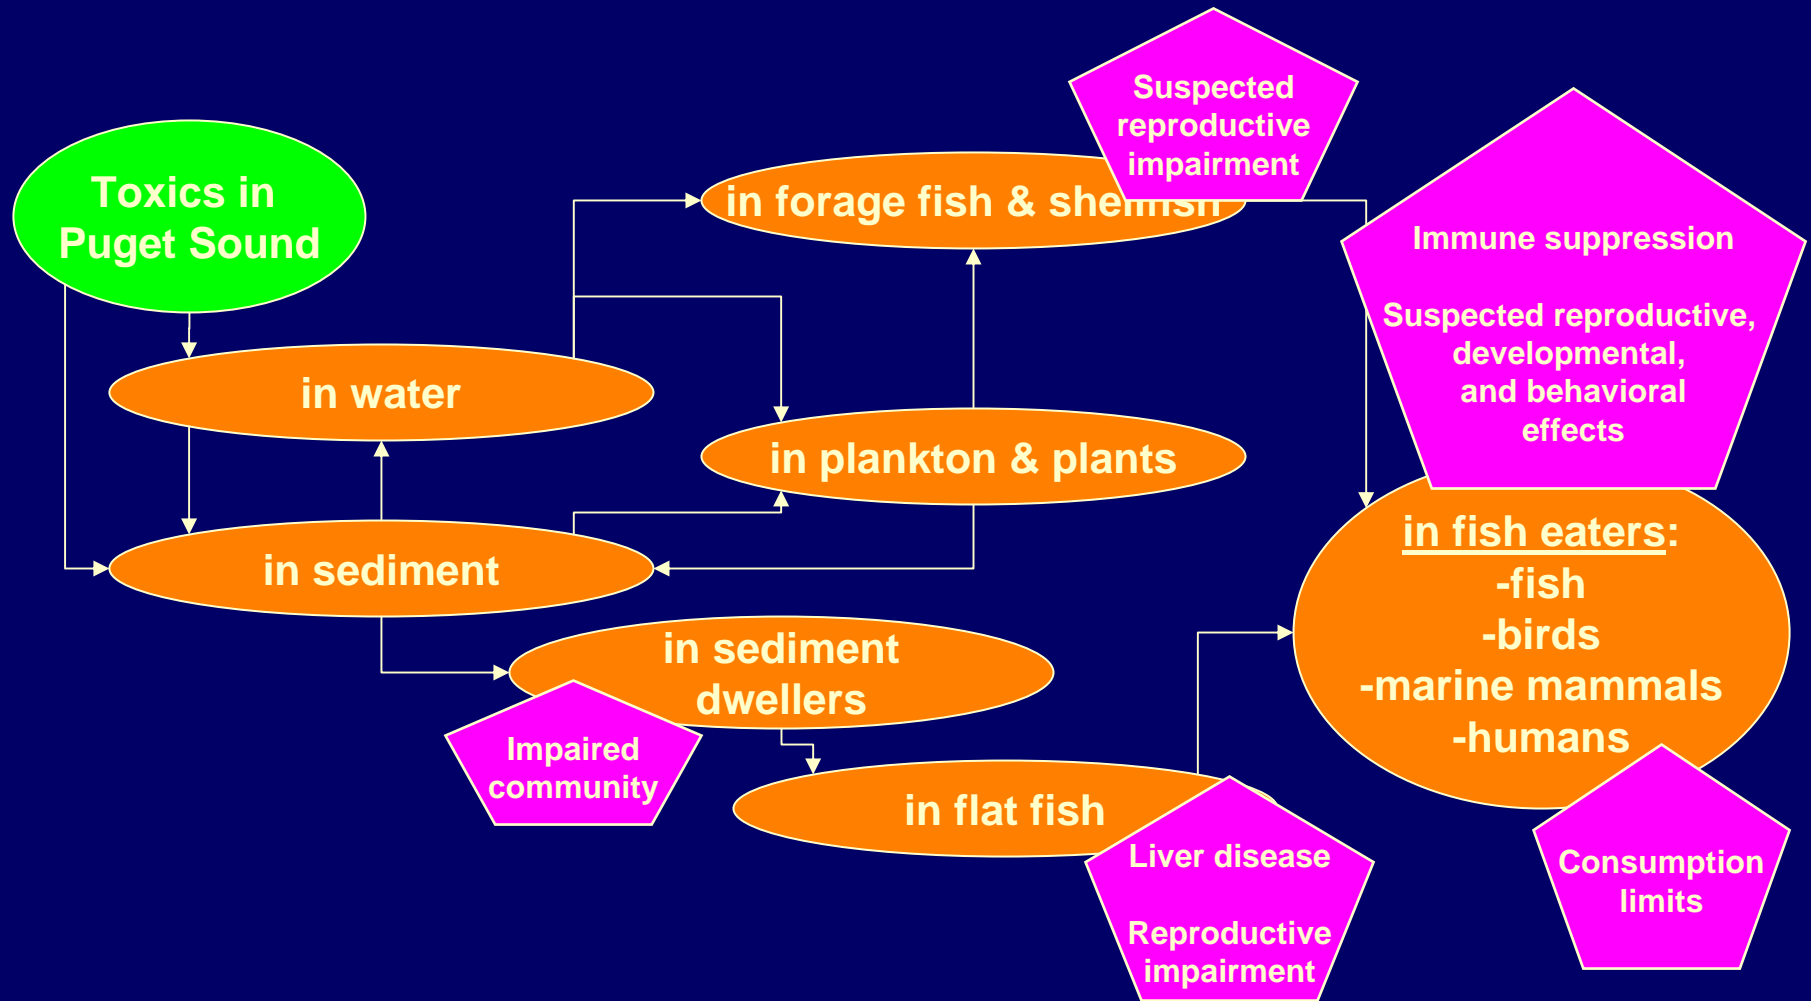 Toxics in
Puget Sound
in water
in sediment
in forage fish & shellfish
in plankton & plants
in sediment
dwellers
in flat fish
in fish eaters:
-fish
-birds
-marine mammals
-humans
Suspected
reproductive
impairment
Immune suppression
Suspected reproductive,
developmental,
and behavioral
effects
Impaired
community
Liver disease
Reproductive
impairment
Consumption
limits